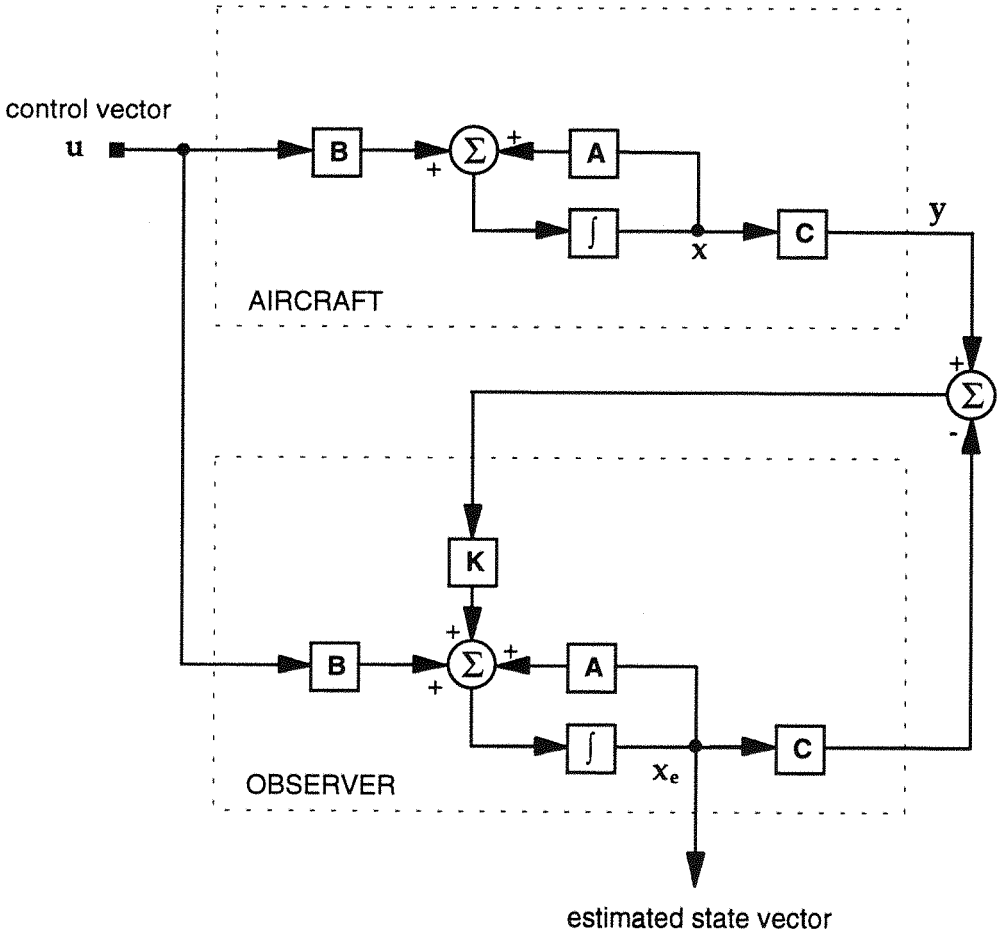 control vector
u
B
+
Σ
+
A
∫
x
C
y
AIRCRAFT
+
Σ
-
K
+
B
+
Σ
+
A
∫
xₑ
C
OBSERVER
estimated state vector